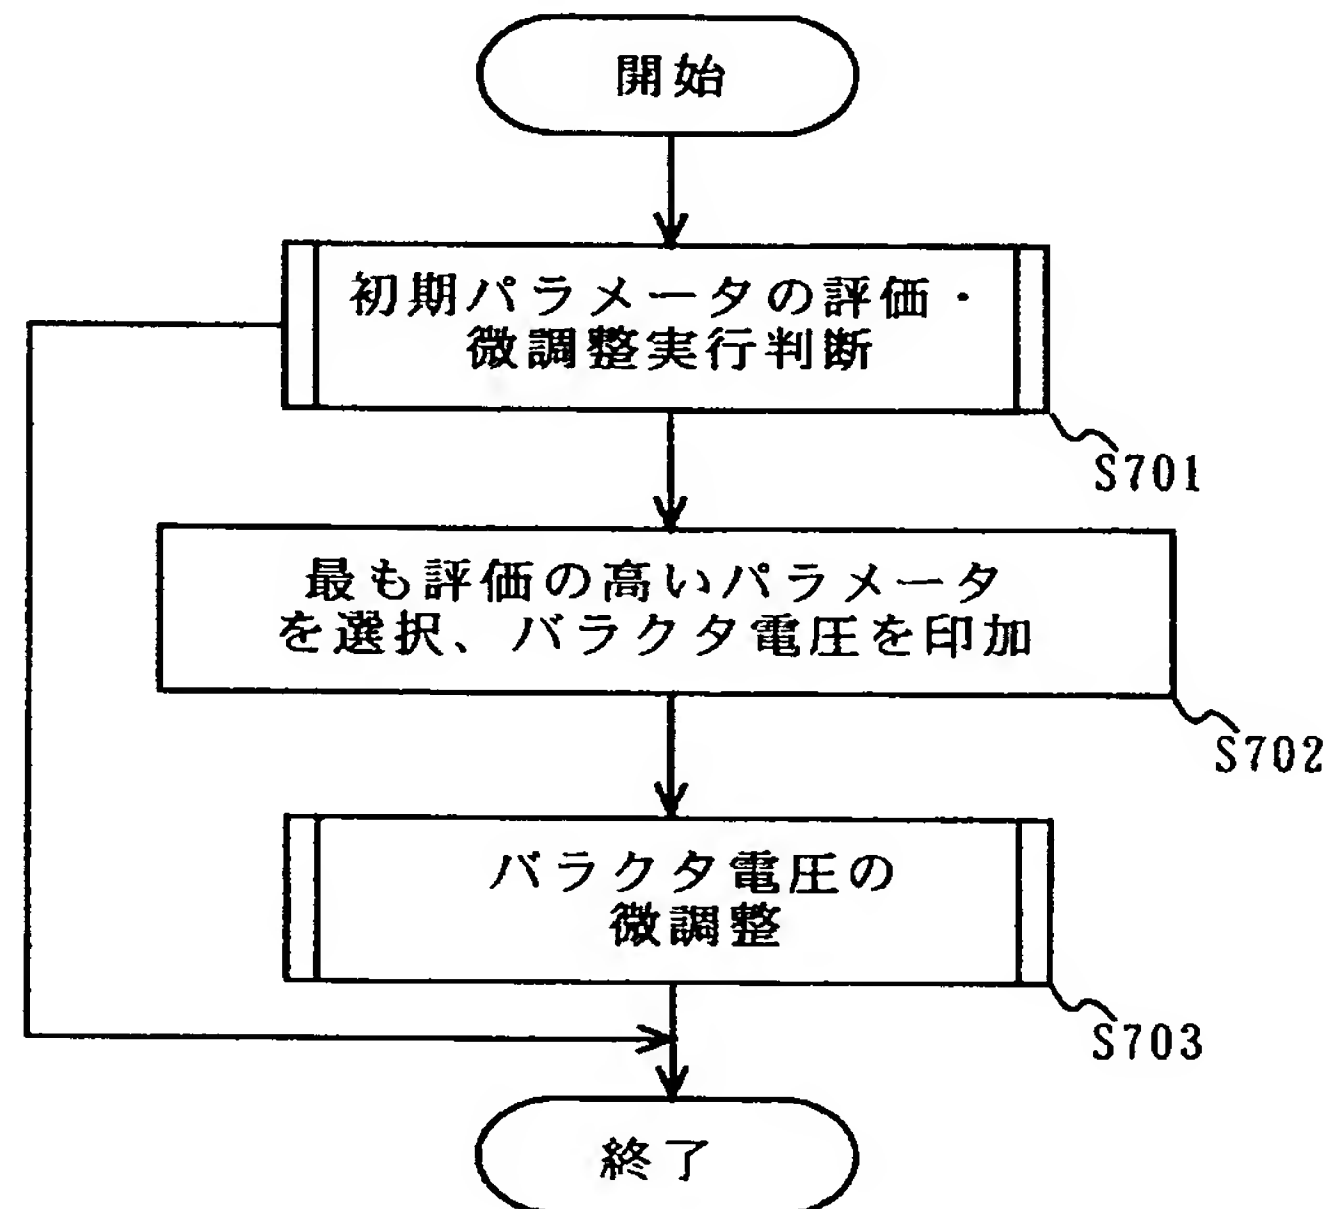 開始
初期パラメータの評価・
微調整実行判断
S701
最も評価の高いパラメータ
を選択、バラクタ電圧を印加
S702
バラクタ電圧の
微調整
S703
終了